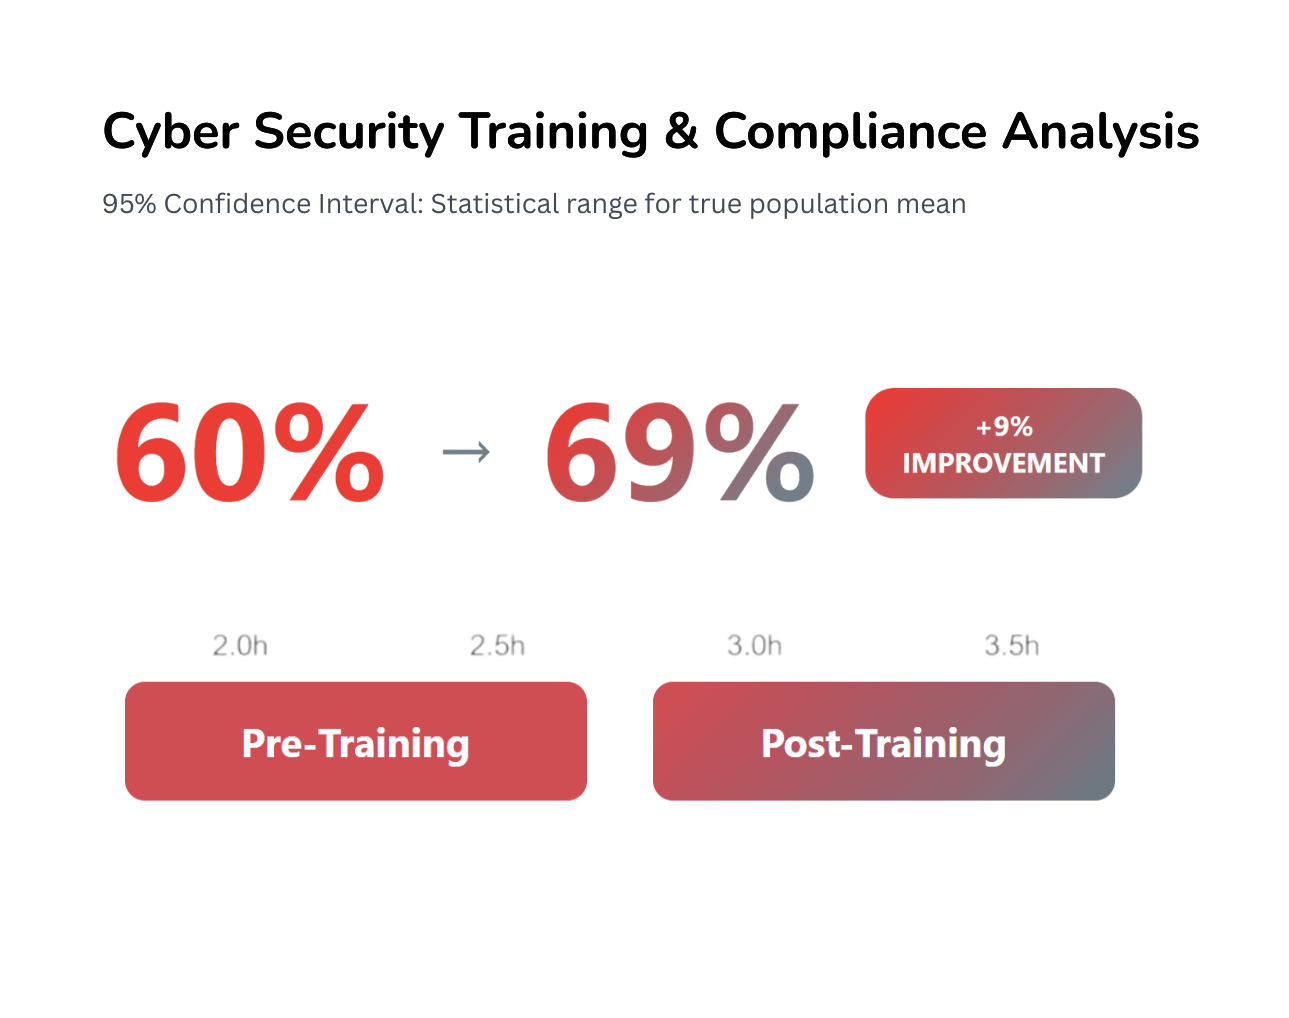 Cyber Security Training & Compliance Analysis
95% Confidence Interval: Statistical range for true population mean
60% → 69%
+9%
IMPROVEMENT
2.0h 2.5h 3.0h 3.5h
Pre-Training Post-Training